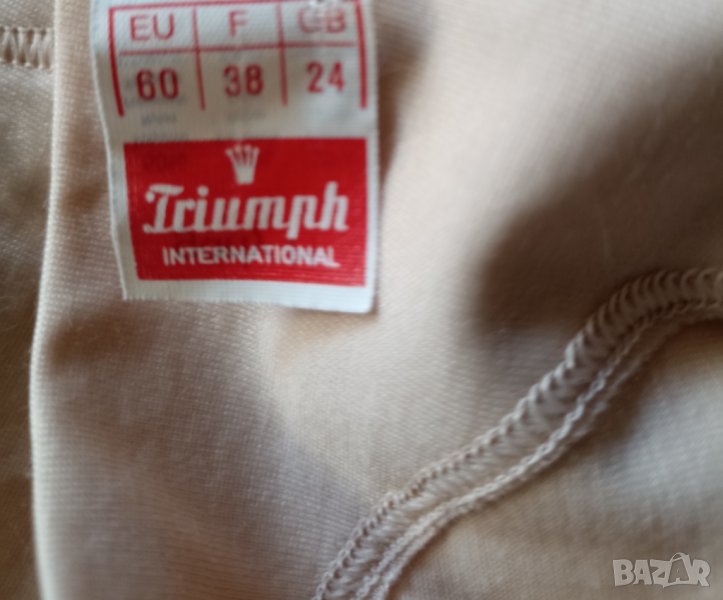 EU F GB
60 38 24
Triumph
INTERNATIONAL
BAZAR